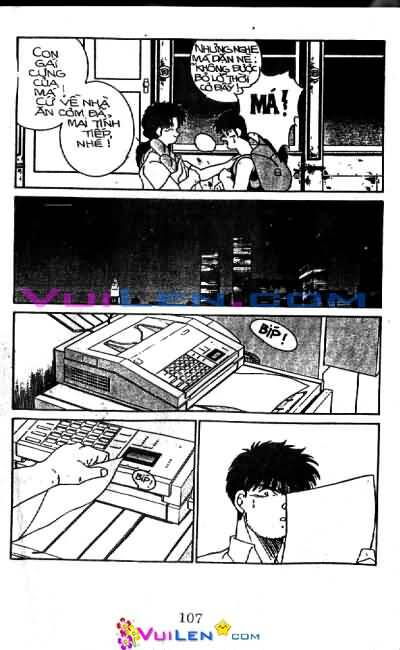 CON
GÁI
CƯNG
CỦA
MÁ!
CỨ VỀ NHÀ
ĂN CƠM ĐÃ,
MAI TÍNH
TIẾP,
NHÉ!
NHƯNG NGHE
MÁ DẶN NÈ:
KHÔNG ĐƯỢC
BỎ LỠ THỜI
CƠ ĐẤY!
MÁ!
VUILEN.COM
BÍP!
BÍP!
107
VUILEN COM